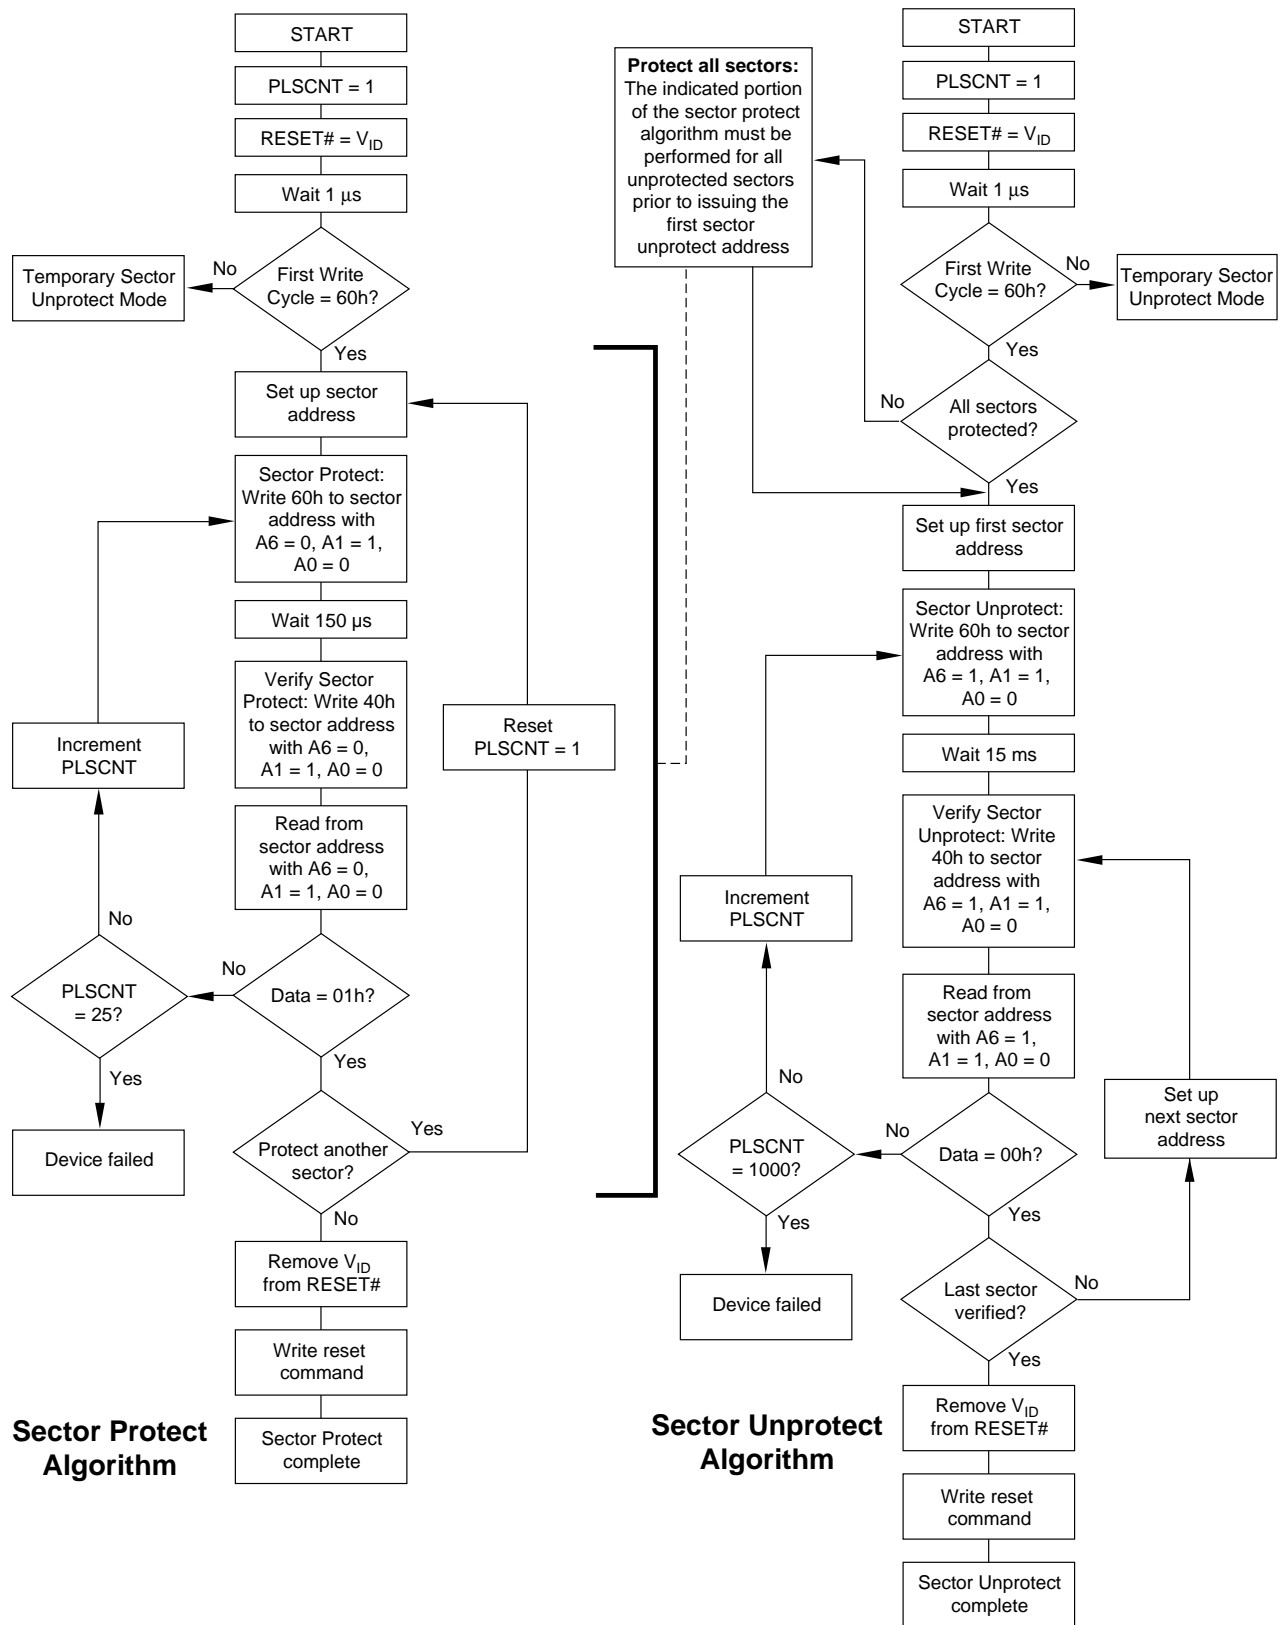 START
PLSCNT = 1
RESET# = VID
Wait 1 μs
First Write
Cycle = 60h?
No
Temporary Sector
Unprotect Mode
Yes
Set up sector
address
Sector Protect:
Write 60h to sector
address with
A6 = 0, A1 = 1,
A0 = 0
Wait 150 µs
Verify Sector
Protect: Write 40h
to sector address
with A6 = 0,
A1 = 1, A0 = 0
Reset
PLSCNT = 1
Increment
PLSCNT
Read from
sector address
with A6 = 0,
A1 = 1, A0 = 0
No
No
PLSCNT
= 25?
Data = 01h?
Yes
Yes
Device failed
Protect another
sector?
Yes
No
Remove VID
from RESET#
Write reset
command
Sector Protect
complete
Sector Protect
Algorithm
Protect all sectors:
The indicated portion
of the sector protect
algorithm must be
performed for all
unprotected sectors
prior to issuing the
first sector
unprotect address
START
PLSCNT = 1
RESET# = VID
Wait 1 μs
First Write
Cycle = 60h?
No
Temporary Sector
Unprotect Mode
Yes
No
All sectors
protected?
Yes
Set up first sector
address
Sector Unprotect:
Write 60h to sector
address with
A6 = 1, A1 = 1,
A0 = 0
Wait 15 ms
Verify Sector
Unprotect: Write
40h to sector
address with
A6 = 1, A1 = 1,
A0 = 0
Increment
PLSCNT
Read from
sector address
with A6 = 1,
A1 = 1, A0 = 0
No
Set up
next sector
address
No
PLSCNT
= 1000?
Data = 00h?
Yes
Yes
Device failed
Last sector
verified?
No
Yes
Remove VID
from RESET#
Write reset
command
Sector Unprotect
complete
Sector Unprotect
Algorithm